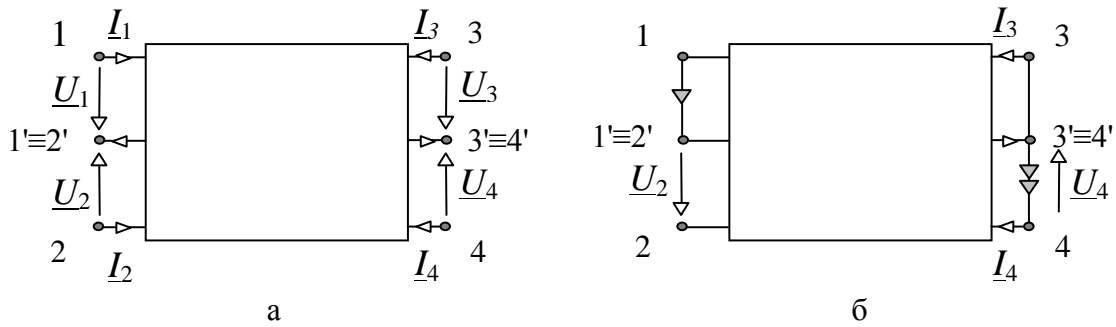 1 I1 I3 3
U1 U3
1'≡2' 3'≡4'
U2 U4
2 I2 I4 4
а
1 I3 3
1'≡2' 3'≡4'
U2 U4
2 I4 4
б